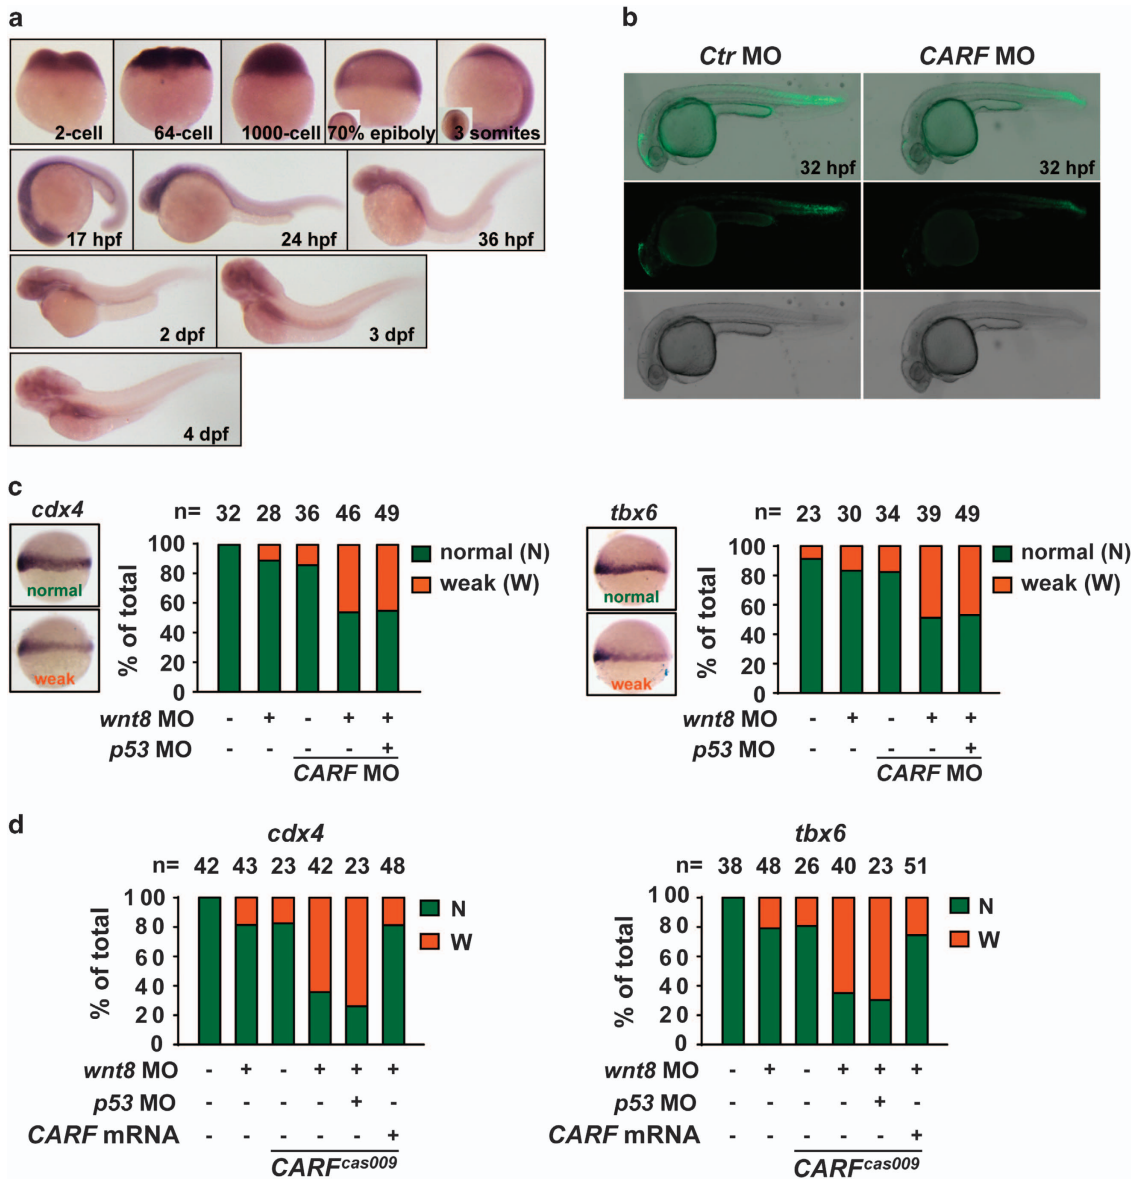 a
2-cell 64-cell 1000-cell 70% epiboly 3 somites
17 hpf 24 hpf 36 hpf
2 dpf 3 dpf
4 dpf
b
Ctr MO CARF MO
32 hpf 32 hpf
c
cdx4
normal
weak
n= 32 28 36 46 49
% of total
100
80
60
40
20
0
normal (N)
weak (W)
wnt8 MO - + - + +
p53 MO - - - - +
CARF MO
tbx6
normal
weak
n= 23 30 34 39 49
% of total
100
80
60
40
20
0
normal (N)
weak (W)
wnt8 MO - + - + +
p53 MO - - - - +
CARF MO
d
cdx4
n= 42 43 23 42 23 48
% of total
100
80
60
40
20
0
N
W
wnt8 MO - + - + + +
p53 MO - - - - + -
CARF mRNA - - - - - +
CARFcas009
tbx6
n= 38 48 26 40 23 51
% of total
100
80
60
40
20
0
N
W
wnt8 MO - + - + + +
p53 MO - - - - + -
CARF mRNA - - - - - +
CARFcas009